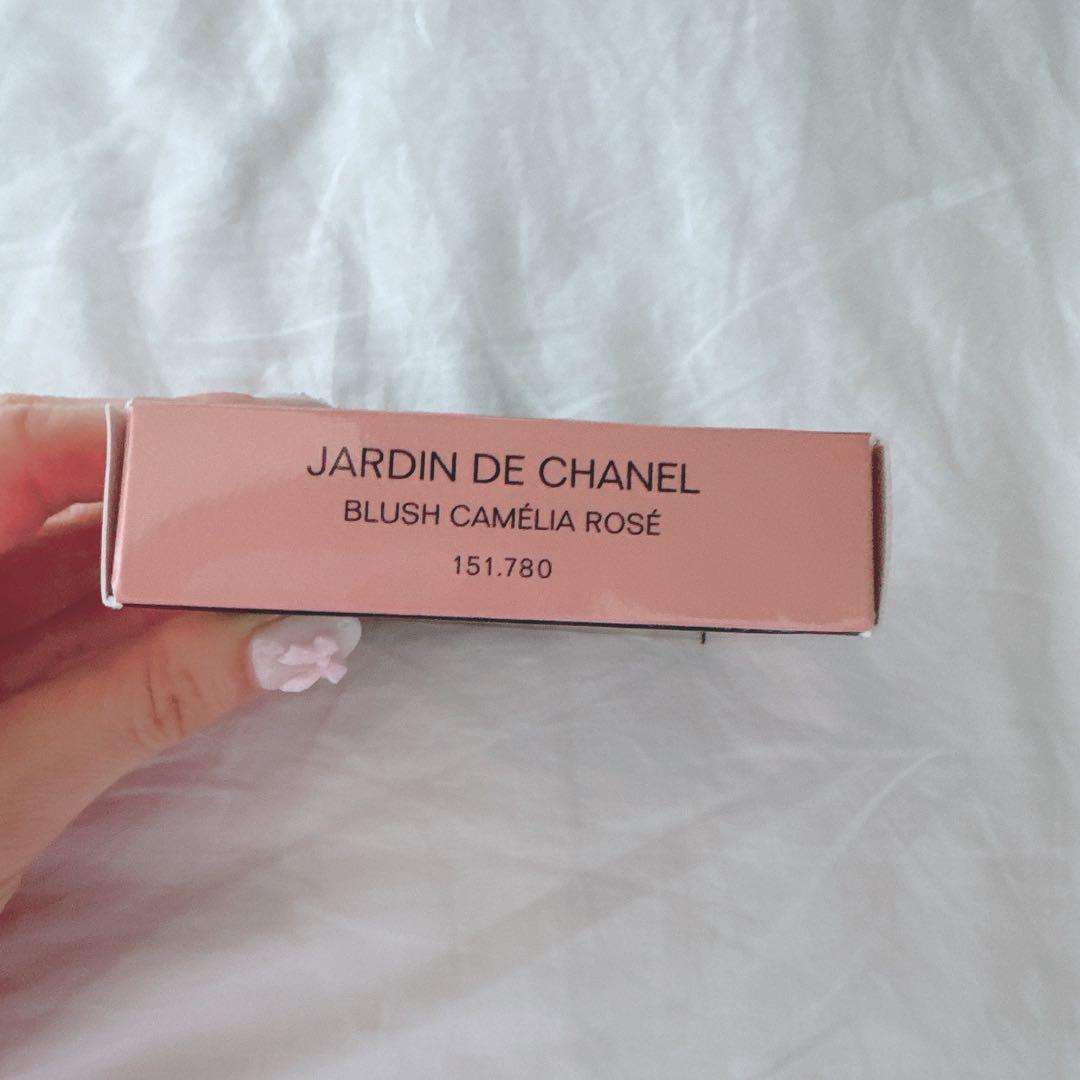 JARDIN DE CHANEL
BLUSH CAMÉLIA ROSÉ
151.780